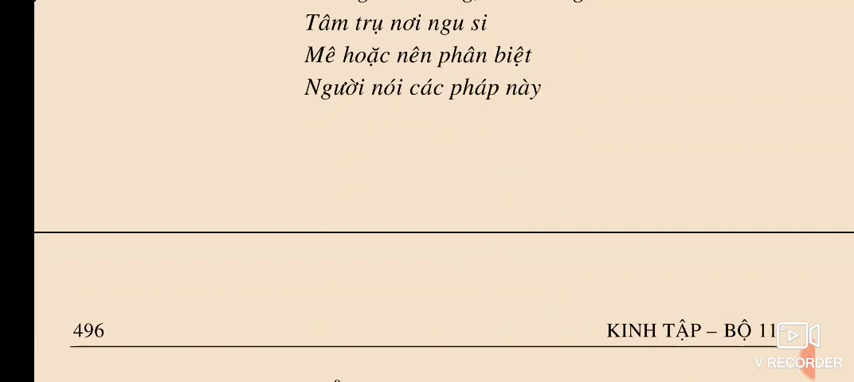 Tâm trụ nơi ngu si
Mê hoặc nên phân biệt
Người nói các pháp này
496 KINH TẬP – BỘ 11
V RECORDER